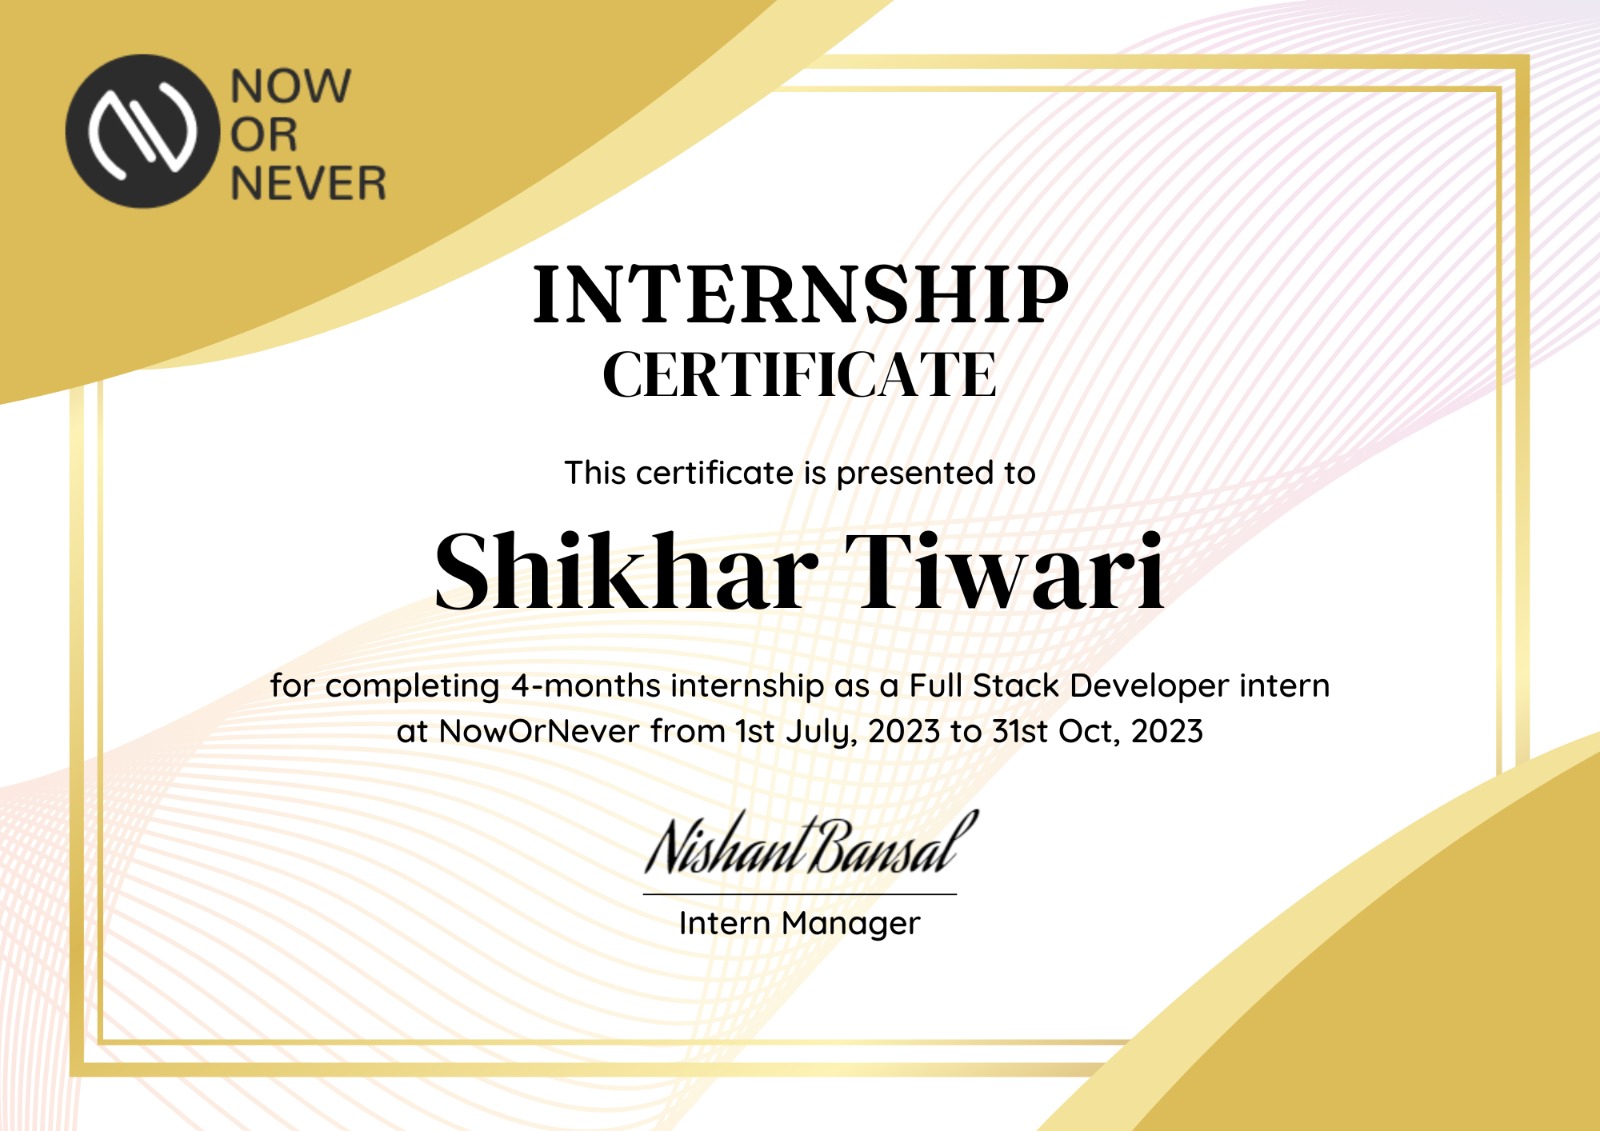 NOW
OR
NEVER
INTERNSHIP
CERTIFICATE
This certificate is presented to
Shikhar Tiwari
for completing 4-months internship as a Full Stack Developer intern
at NowOrNever from 1st July, 2023 to 31st Oct, 2023
Nishant Bansal
Intern Manager